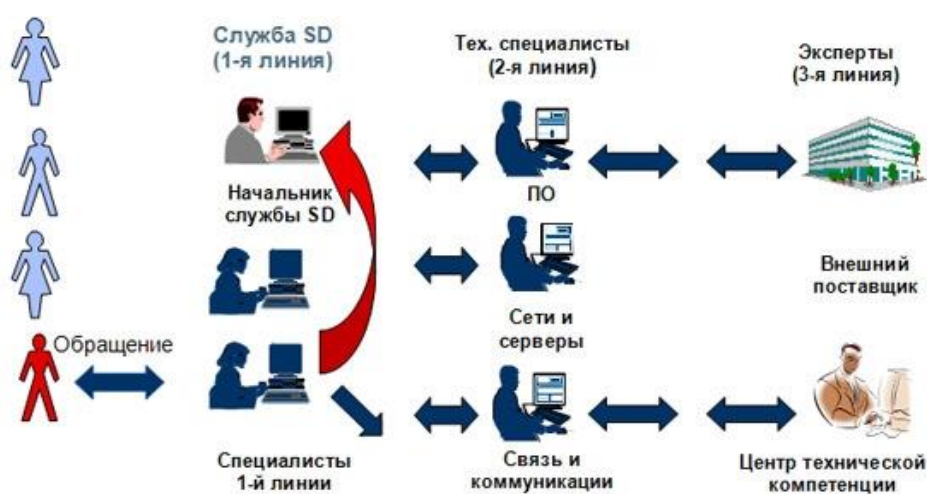 Служба SD
(1-я линия)
Тех. специалисты
(2-я линия)
Эксперты
(3-я линия)
Начальник
службы SD
ПО
Внешний
поставщик
Сети и
серверы
Обращение
Специалисты
1-й линии
Связь и
коммуникации
Центр технической
компетенции